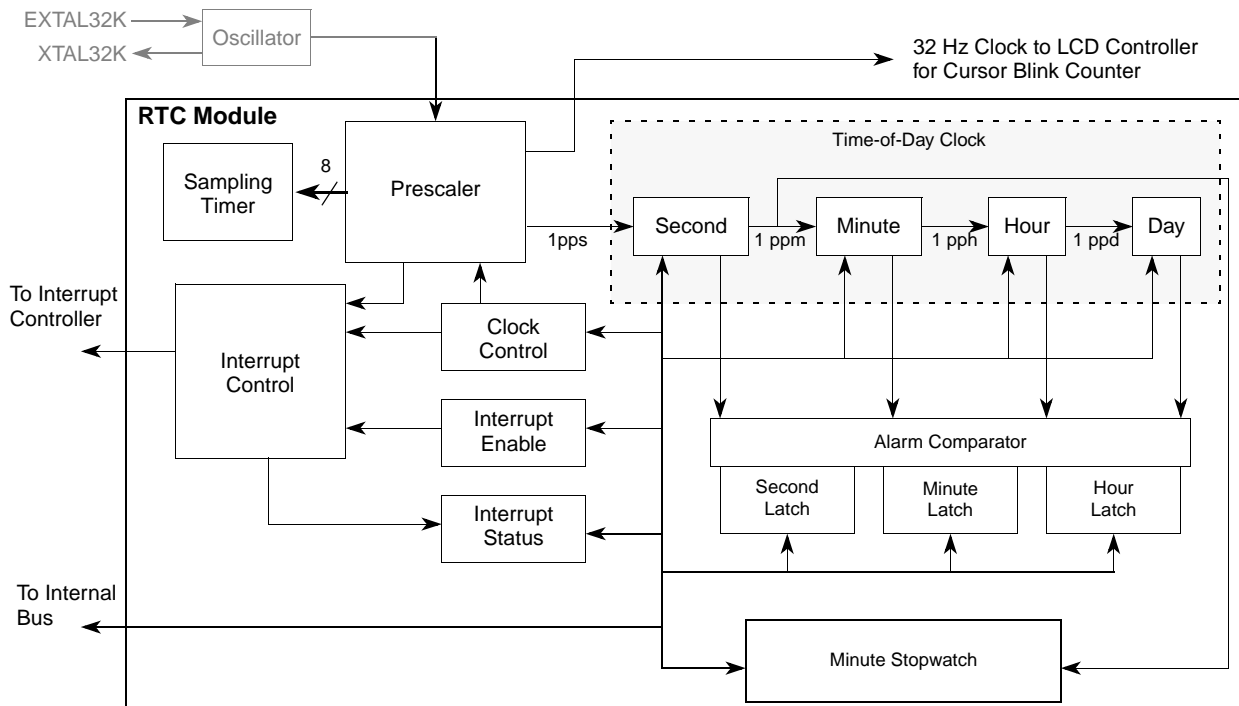 EXTAL32K
XTAL32K
Oscillator
32 Hz Clock to LCD Controller
for Cursor Blink Counter
RTC Module
Time-of-Day Clock
8
Sampling
Timer
Prescaler
1pps
Second
1 ppm
Minute
1 pph
Hour
1 ppd
Day
To Interrupt
Controller
Interrupt
Control
Clock
Control
Interrupt
Enable
Interrupt
Status
Alarm Comparator
Second
Latch
Minute
Latch
Hour
Latch
To Internal
Bus
Minute Stopwatch